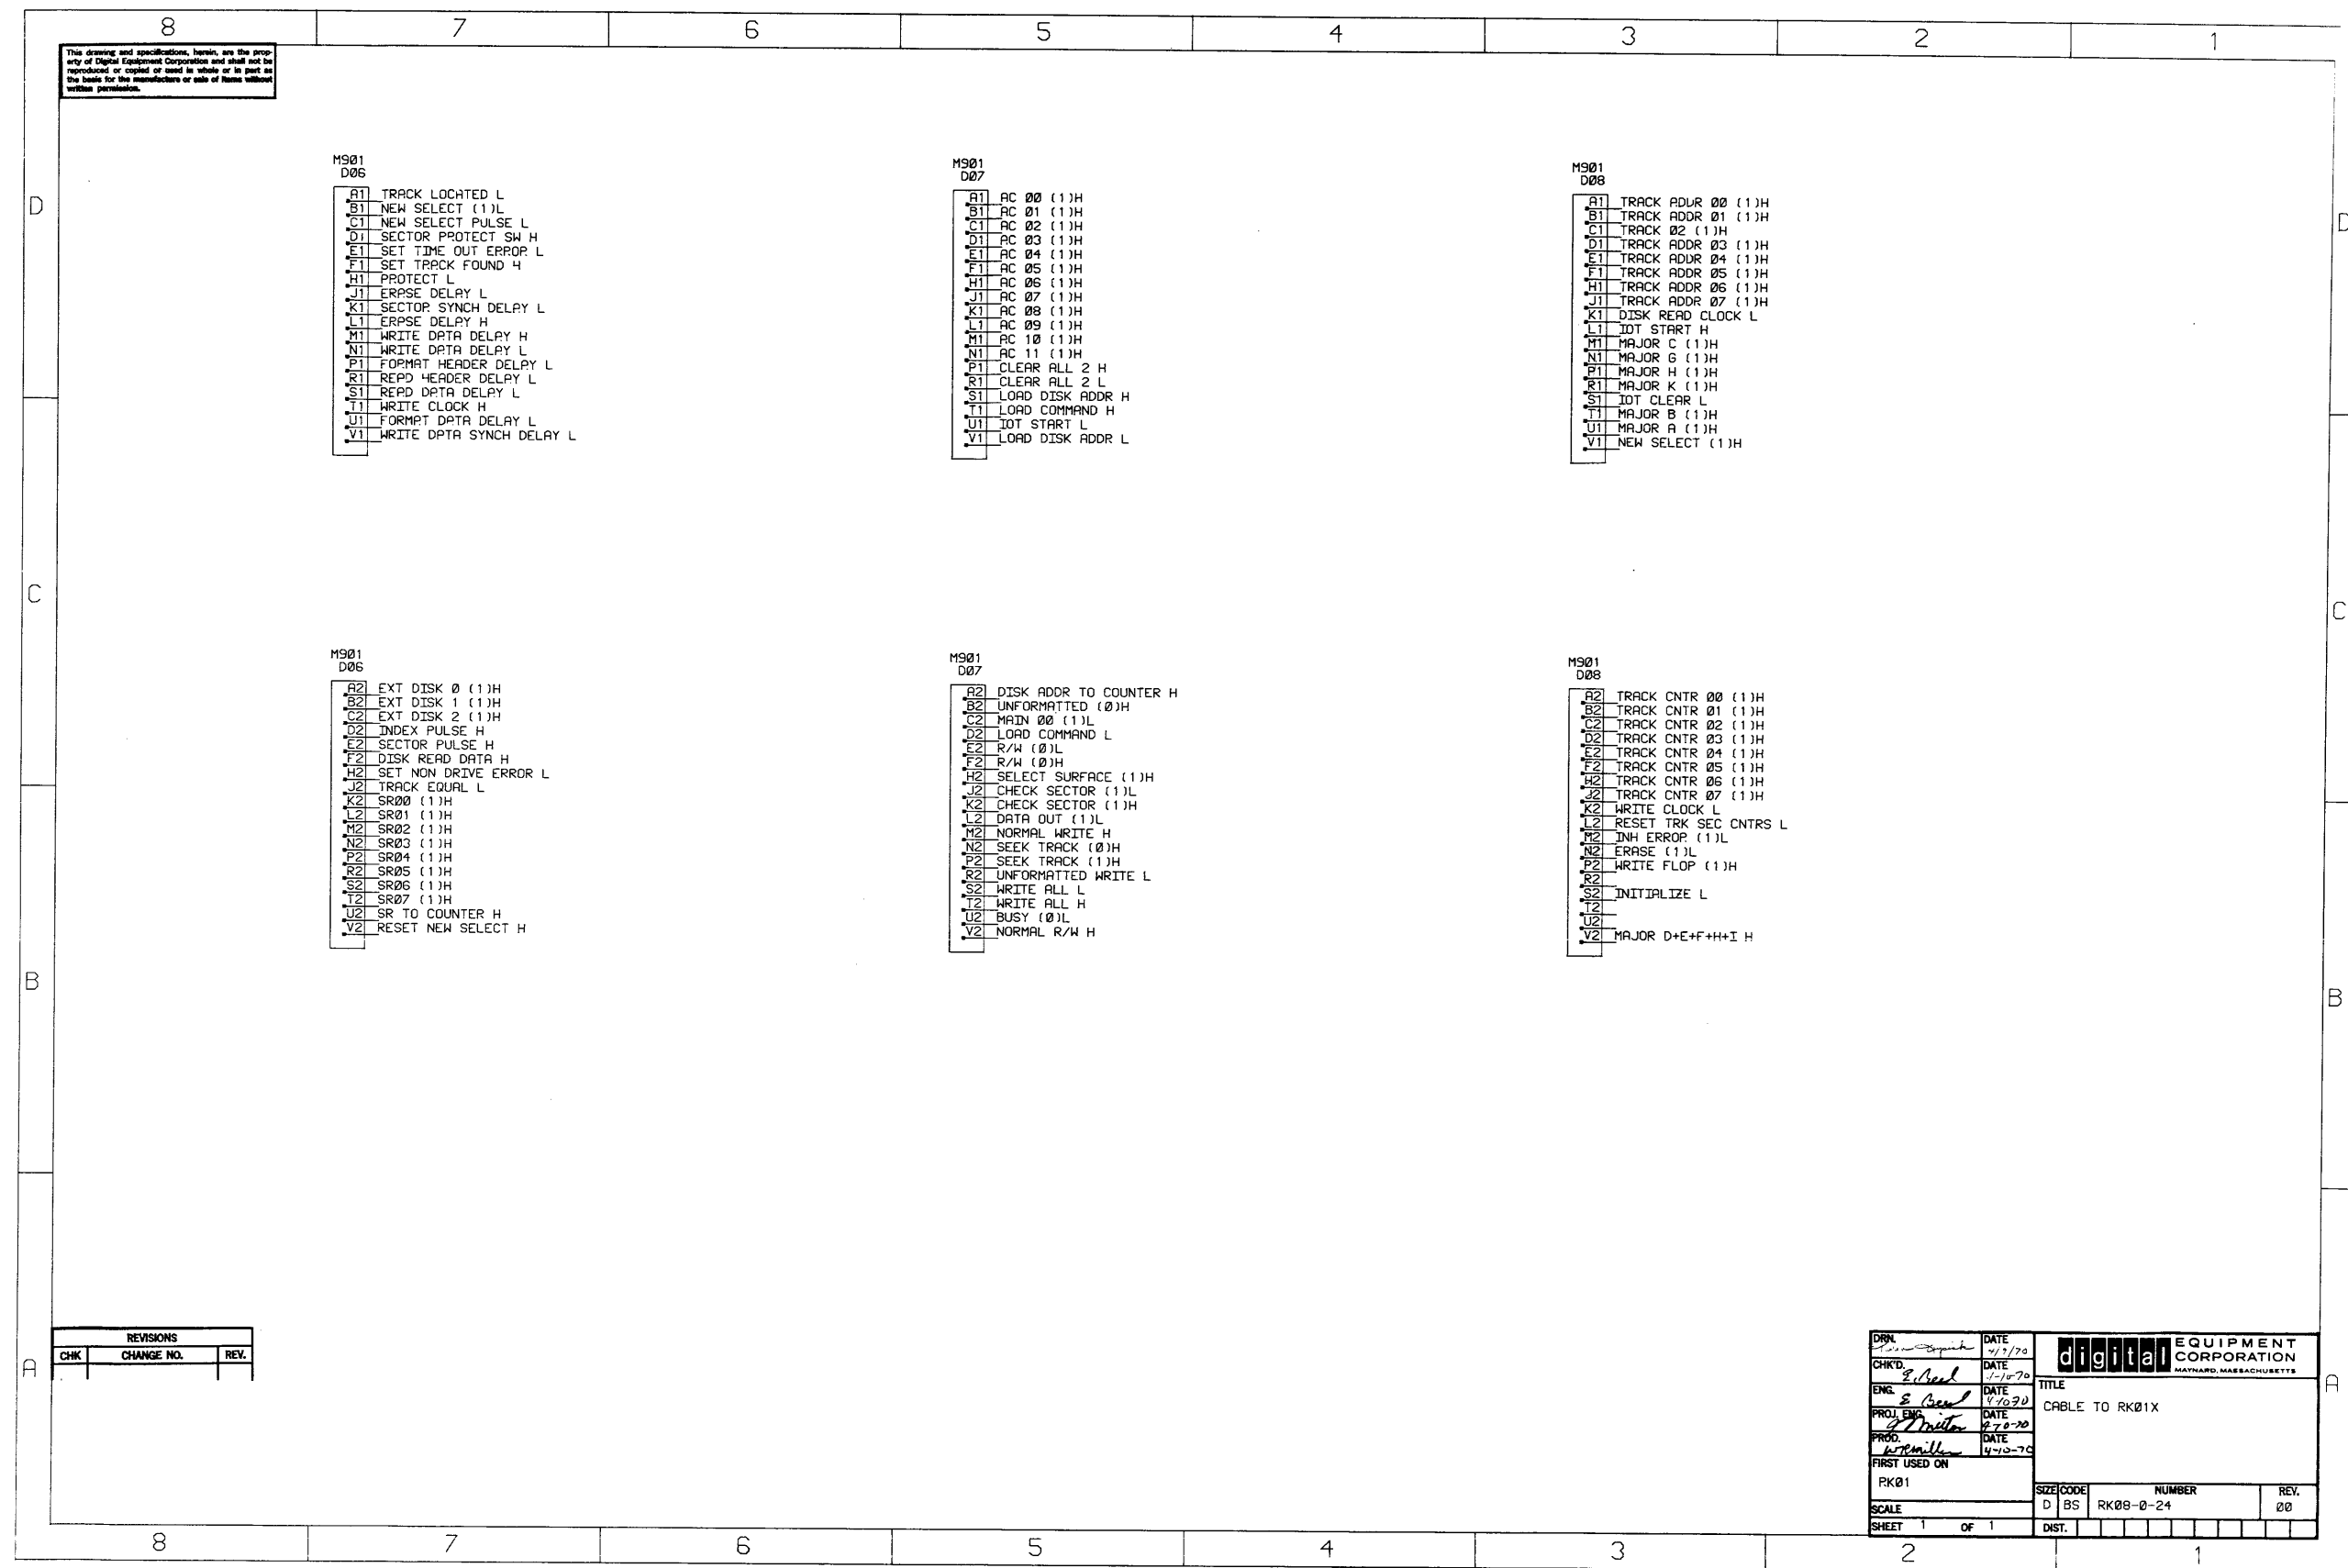 8 7 6 5 4 3 2 1
This drawing and specifications, herein, are the prop-
erty of Digital Equipment Corporation and shall not be
reproduced or copied or used in whole or in part as
the basis for the manufacture or sale of items without
written permission.
D D
M901
D06
A1 TRACK LOCATED L
B1 NEW SELECT (1)L
C1 NEW SELECT PULSE L
D1 SECTOR PROTECT SW H
E1 SET TIME OUT ERROR L
F1 SET TRACK FOUND H
H1 PROTECT L
J1 ERASE DELAY L
K1 SECTOR SYNCH DELAY L
L1 ERASE DELAY H
M1 WRITE DATA DELAY H
N1 WRITE DATA DELAY L
P1 FORMAT HEADER DELAY L
R1 READ HEADER DELAY L
S1 READ DATA DELAY L
T1 WRITE CLOCK H
U1 FORMAT DATA DELAY L
V1 WRITE DATA SYNCH DELAY L
M901
D07
A1 AC 00 (1)H
B1 AC 01 (1)H
C1 AC 02 (1)H
D1 AC 03 (1)H
E1 AC 04 (1)H
F1 AC 05 (1)H
H1 AC 06 (1)H
J1 AC 07 (1)H
K1 AC 08 (1)H
L1 AC 09 (1)H
M1 AC 10 (1)H
N1 AC 11 (1)H
P1 CLEAR ALL 2 H
R1 CLEAR ALL 2 L
S1 LOAD DISK ADDR H
T1 LOAD COMMAND H
U1 IOT START L
V1 LOAD DISK ADDR L
M901
D08
A1 TRACK ADDR 00 (1)H
B1 TRACK ADDR 01 (1)H
C1 TRACK 02 (1)H
D1 TRACK ADDR 03 (1)H
E1 TRACK ADDR 04 (1)H
F1 TRACK ADDR 05 (1)H
H1 TRACK ADDR 06 (1)H
J1 TRACK ADDR 07 (1)H
K1 DISK READ CLOCK L
L1 IOT START H
M1 MAJOR C (1)H
N1 MAJOR G (1)H
P1 MAJOR H (1)H
R1 MAJOR K (1)H
S1 IOT CLEAR L
T1 MAJOR B (1)H
U1 MAJOR A (1)H
V1 NEW SELECT (1)H
C C
M901
D06
A2 EXT DISK 0 (1)H
B2 EXT DISK 1 (1)H
C2 EXT DISK 2 (1)H
D2 INDEX PULSE H
E2 SECTOR PULSE H
F2 DISK READ DATA H
H2 SET NON DRIVE ERROR L
J2 TRACK EQUAL L
K2 SR00 (1)H
L2 SR01 (1)H
M2 SR02 (1)H
N2 SR03 (1)H
P2 SR04 (1)H
R2 SR05 (1)H
S2 SR06 (1)H
T2 SR07 (1)H
U2 SR TO COUNTER H
V2 RESET NEW SELECT H
M901
D07
A2 DISK ADDR TO COUNTER H
B2 UNFORMATTED (0)H
C2 MAIN 00 (1)L
D2 LOAD COMMAND L
E2 R/W (0)L
F2 R/W (0)H
H2 SELECT SURFACE (1)H
J2 CHECK SECTOR (1)L
K2 CHECK SECTOR (1)H
L2 DATA OUT (1)L
M2 NORMAL WRITE H
N2 SEEK TRACK (0)H
P2 SEEK TRACK (1)H
R2 UNFORMATTED WRITE L
S2 WRITE ALL L
T2 WRITE ALL H
U2 BUSY (0)L
V2 NORMAL R/W H
M901
D08
A2 TRACK CNTR 00 (1)H
B2 TRACK CNTR 01 (1)H
C2 TRACK CNTR 02 (1)H
D2 TRACK CNTR 03 (1)H
E2 TRACK CNTR 04 (1)H
F2 TRACK CNTR 05 (1)H
H2 TRACK CNTR 06 (1)H
J2 TRACK CNTR 07 (1)H
K2 WRITE CLOCK L
L2 RESET TRK SEC CNTRS L
M2 INH ERROR (1)L
N2 ERASE (1)L
P2 WRITE FLOP (1)H
R2
S2 INITIALIZE L
T2
U2
V2 MAJOR D+E+F+H+I H
B B
REVISIONS
CHK CHANGE NO. REV.
A A
DRN. DATE 4/9/70
CHK'D. E. Reed DATE
ENG. E Reed DATE
PROJ. ENG. DATE
PROD. DATE 4-10-70
FIRST USED ON
RK01
SCALE
SHEET 1 OF 1
digital EQUIPMENT
CORPORATION
MAYNARD, MASSACHUSETTS
TITLE
CABLE TO RK01X
SIZE CODE NUMBER REV.
D BS RK08-0-24 00
DIST.
8 7 6 5 4 3 2 1